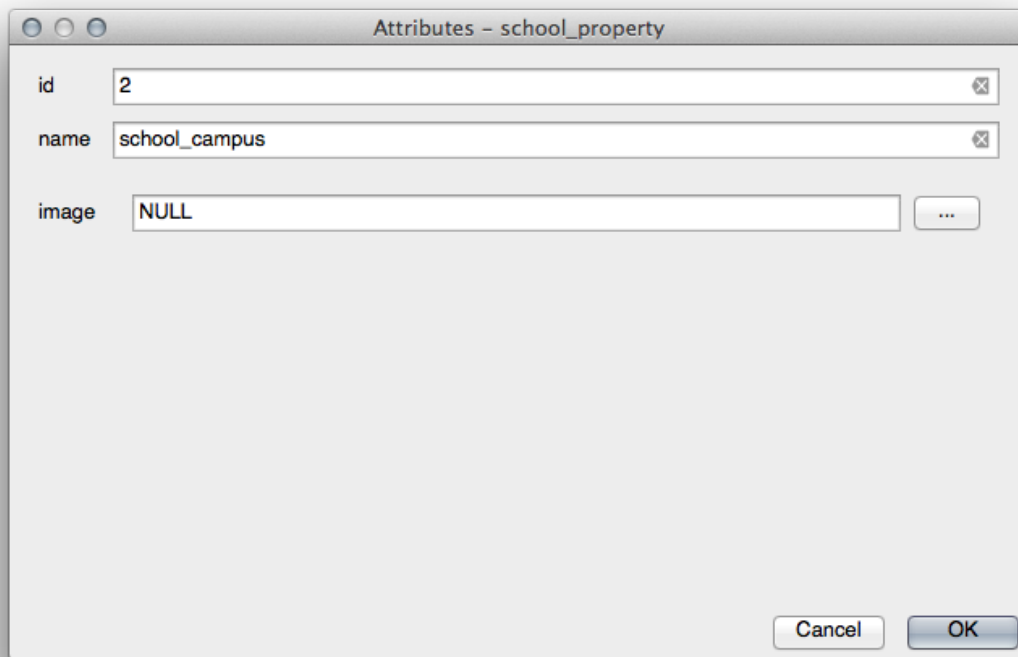 Attributes – school_property
id 2
name school_campus
image NULL ...
Cancel OK